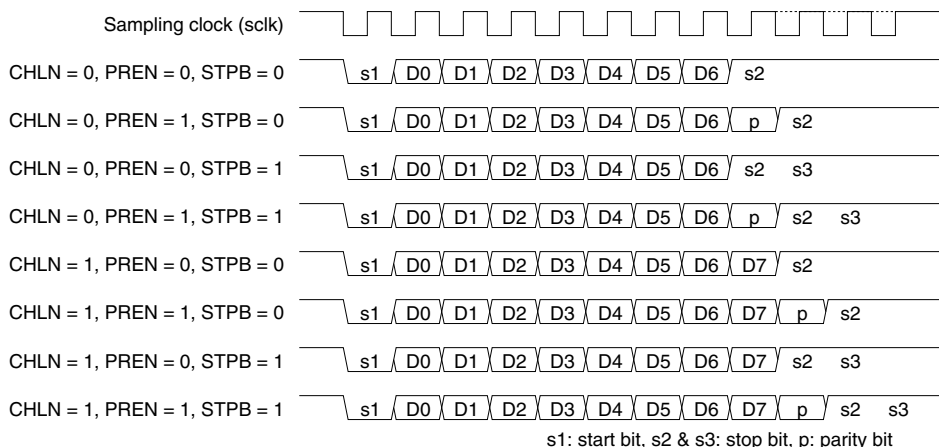 Sampling clock (sclk)
CHLN = 0, PREN = 0, STPB = 0 s1 D0 D1 D2 D3 D4 D5 D6 s2
CHLN = 0, PREN = 1, STPB = 0 s1 D0 D1 D2 D3 D4 D5 D6 p s2
CHLN = 0, PREN = 0, STPB = 1 s1 D0 D1 D2 D3 D4 D5 D6 s2 s3
CHLN = 0, PREN = 1, STPB = 1 s1 D0 D1 D2 D3 D4 D5 D6 p s2 s3
CHLN = 1, PREN = 0, STPB = 0 s1 D0 D1 D2 D3 D4 D5 D6 D7 s2
CHLN = 1, PREN = 1, STPB = 0 s1 D0 D1 D2 D3 D4 D5 D6 D7 p s2
CHLN = 1, PREN = 0, STPB = 1 s1 D0 D1 D2 D3 D4 D5 D6 D7 s2 s3
CHLN = 1, PREN = 1, STPB = 1 s1 D0 D1 D2 D3 D4 D5 D6 D7 p s2 s3
s1: start bit, s2 & s3: stop bit, p: parity bit